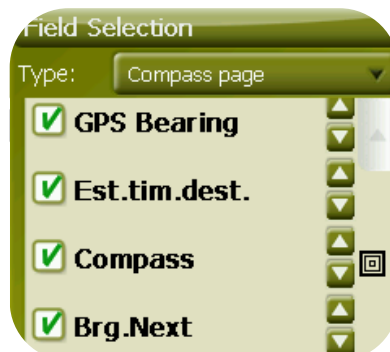 Field Selection
Type: Compass page
GPS Bearing
Est.tim.dest.
Compass
Brg.Next